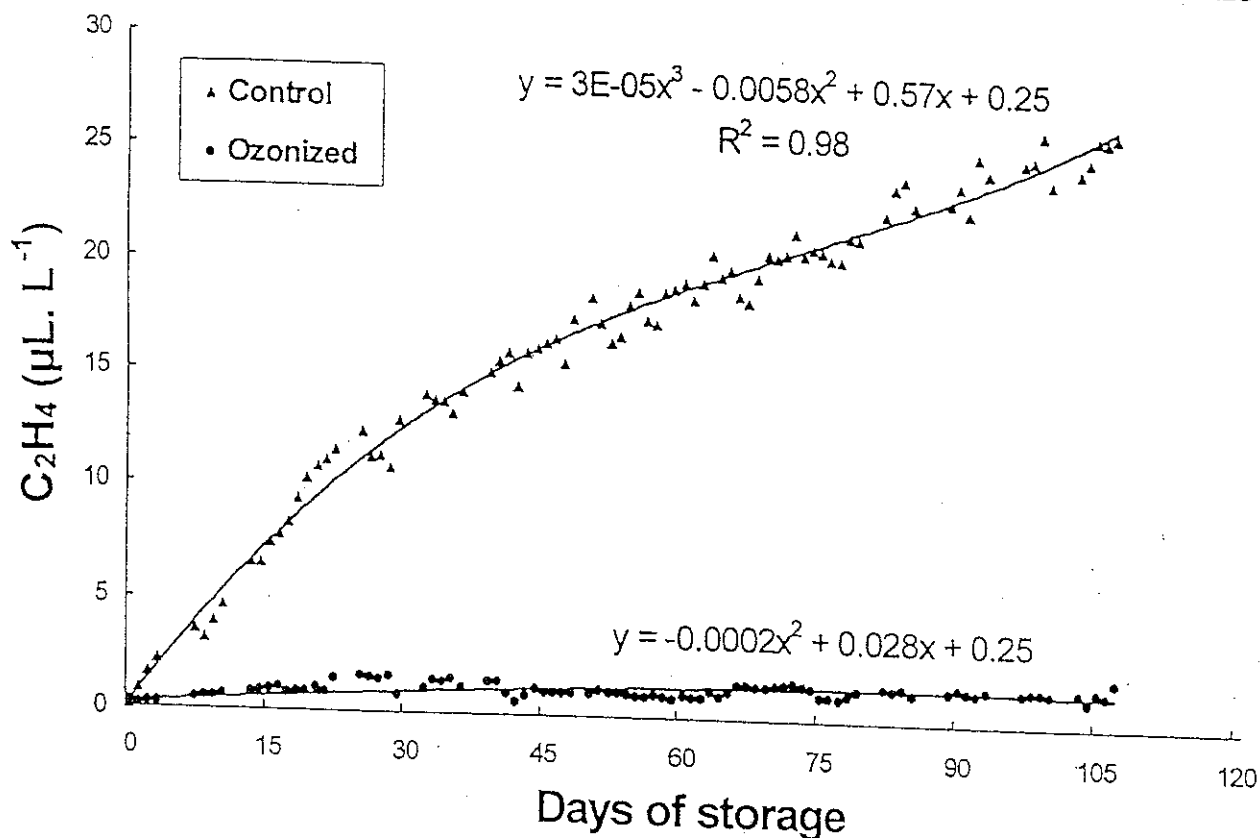 30
25
20
15
10
5
0
C₂H₄ (µL. L⁻¹)
Control
Ozonized
y = 3E-05x³ - 0.0058x² + 0.57x + 0.25
R² = 0.98
y = -0.0002x² + 0.028x + 0.25
0 15 30 45 60 75 90 105 120
Days of storage